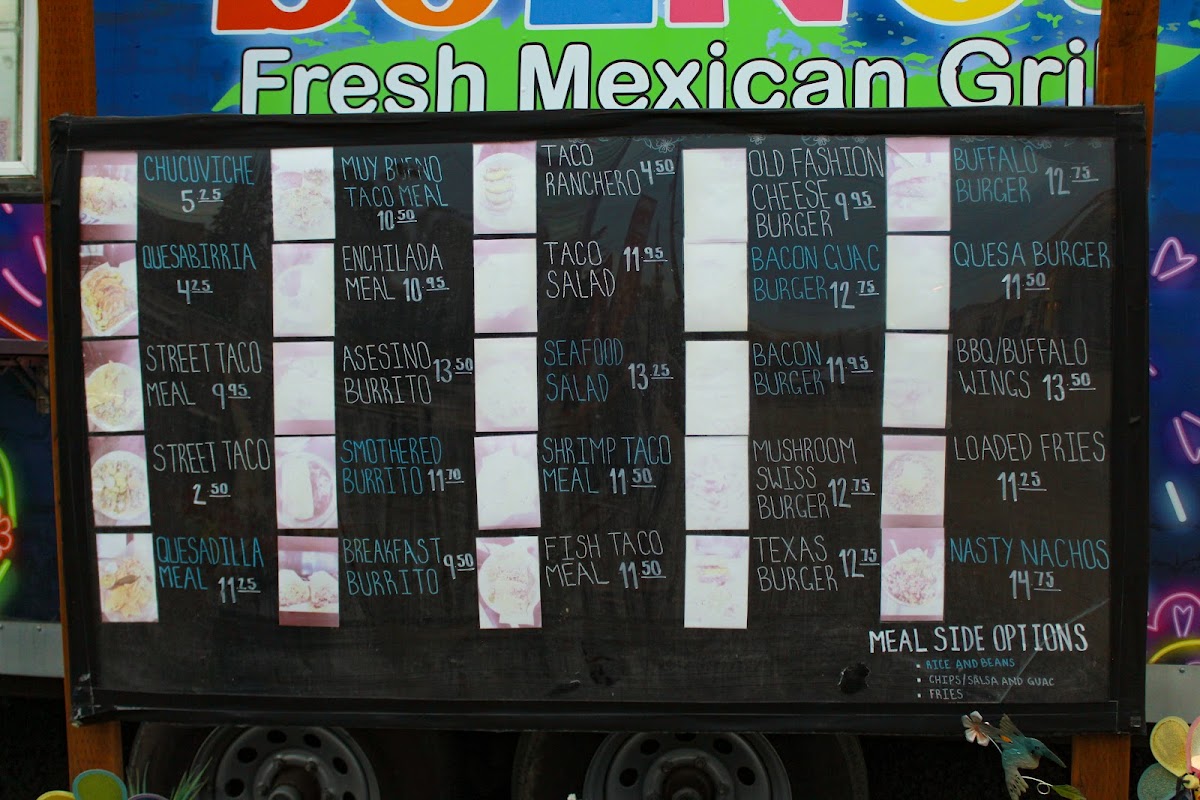 Fresh Mexican Gril
CHUCUVICHE
5.25
QUESABIRRIA
4.25
STREET TACO
MEAL 9.95
STREET TACO
2.50
QUESADILLA
MEAL 11.25
MUY BUENO
TACO MEAL
10.50
ENCHILADA
MEAL 10.95
ASESINO
BURRITO 13.50
SMOTHERED
BURRITO 11.70
BREAKFAST
BURRITO 9.50
TACO
RANCHERO 4.50
TACO
SALAD 11.95
SEAFOOD
SALAD 13.25
SHRIMP TACO
MEAL 11.50
FISH TACO
MEAL 11.50
OLD FASHION
CHEESE
BURGER 9.95
BACON GUAC
BURGER 12.75
BACON
BURGER 11.95
MUSHROOM
SWISS
BURGER 12.75
TEXAS
BURGER 12.75
BUFFALO
BURGER 12.75
QUESA BURGER
11.50
BBQ/BUFFALO
WINGS 13.50
LOADED FRIES
11.25
NASTY NACHOS
14.75
MEAL SIDE OPTIONS
▪ RICE AND BEANS
▪ CHIPS/SALSA AND GUAC
▪ FRIES